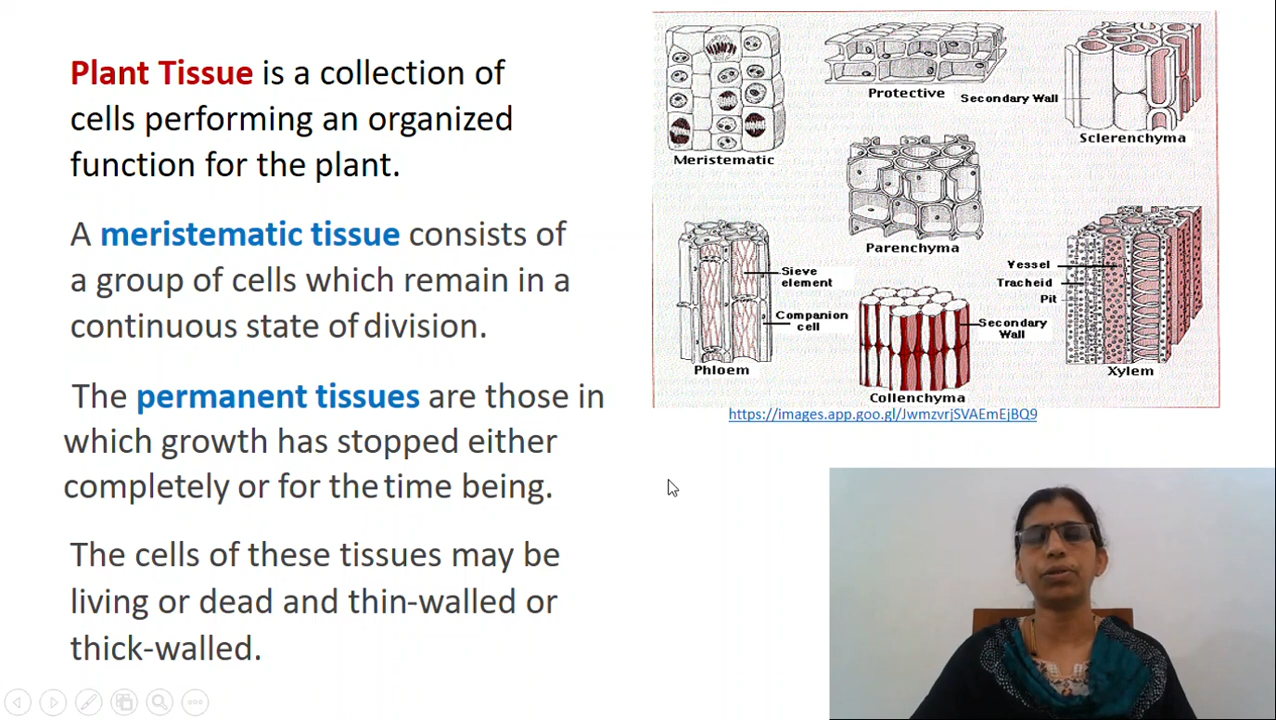 Plant Tissue is a collection of
cells performing an organized
function for the plant.
A meristematic tissue consists of
a group of cells which remain in a
continuous state of division.
The permanent tissues are those in
which growth has stopped either
completely or for the time being.
The cells of these tissues may be
living or dead and thin-walled or
thick-walled.
Meristematic
Protective
Secondary Wall
Sclerenchyma
Parenchyma
Sieve
element
Companion
cell
Phloem
Secondary
Wall
Collenchyma
Vessel
Tracheid
Pit
Xylem
https://images.app.goo.gl/JwmzvrjSVAEmEjBQ9